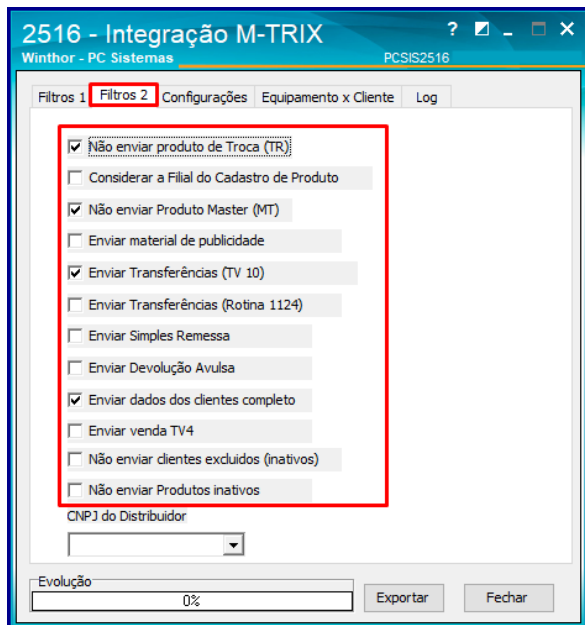 2516 - Integração M-TRIX
Winthor - PC Sistemas PCSIS2516
Filtros 1 Filtros 2 Configurações Equipamento x Cliente Log
Não enviar produto de Troca (TR)
Considerar a Filial do Cadastro de Produto
Não enviar Produto Master (MT)
Enviar material de publicidade
Enviar Transferências (TV 10)
Enviar Transferências (Rotina 1124)
Enviar Simples Remessa
Enviar Devolução Avulsa
Enviar dados dos clientes completo
Enviar venda TV4
Não enviar clientes excluidos (inativos)
Não enviar Produtos inativos
CNPJ do Distribuidor
Evolução
0%
Exportar Fechar